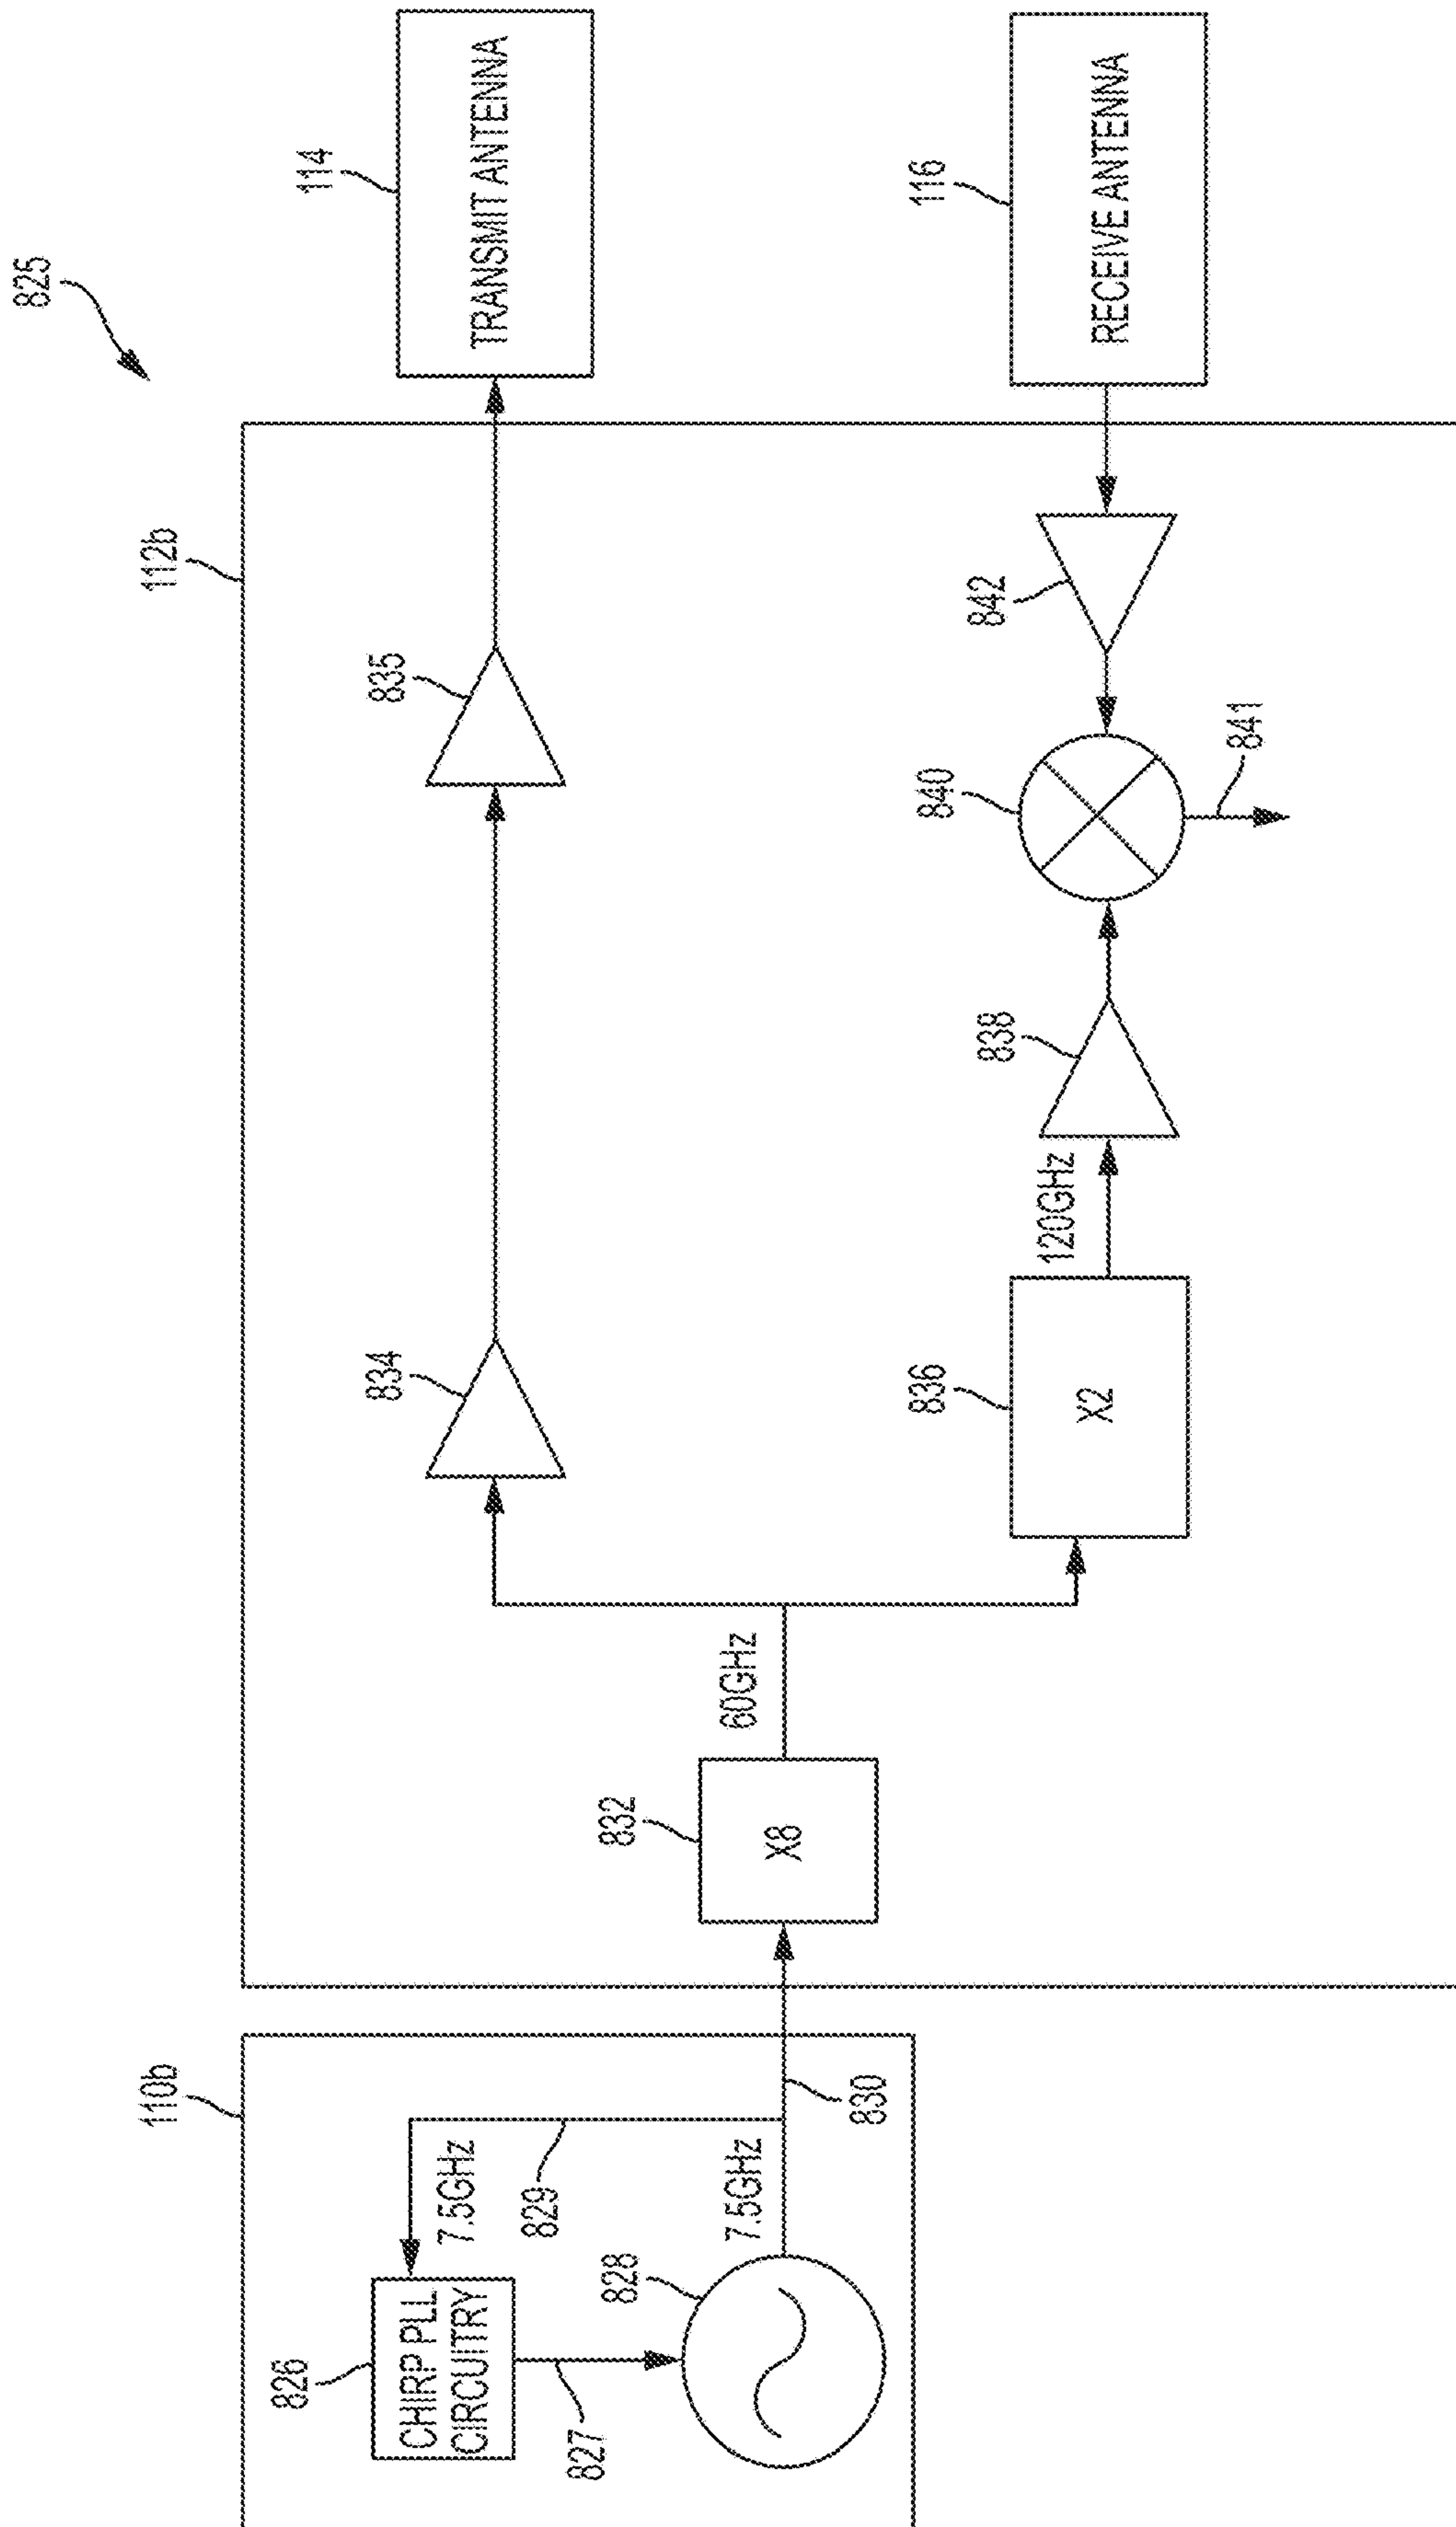 825
110b
826
CHIRP PLL
CIRCUITRY
827
7.5GHz
829
828
7.5GHz
830
112b
832
X8
60GHz
834
835
114
TRANSMIT ANTENNA
836
X2
120GHz
838
840
841
842
116
RECEIVE ANTENNA